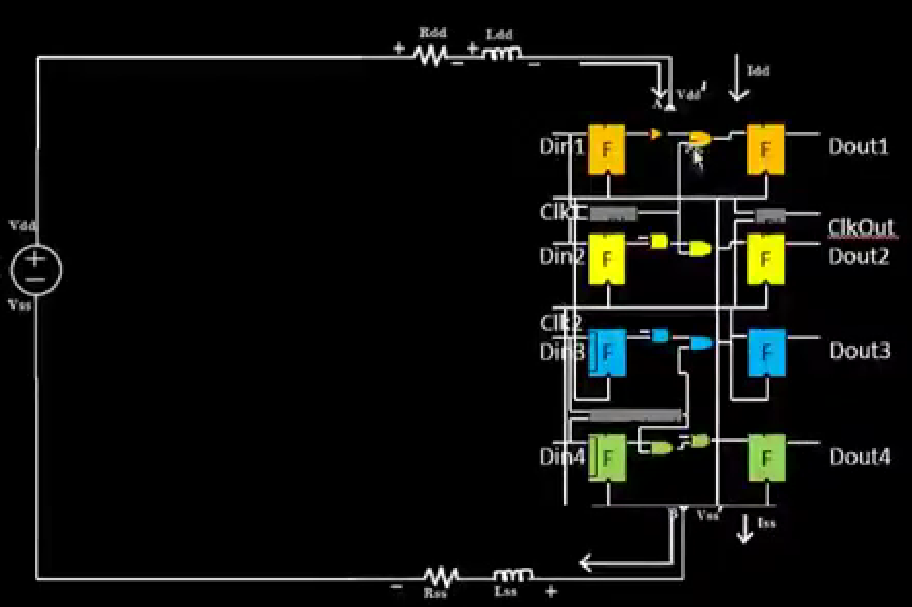 Rdd
Ldd
+
+
−
−
A
Vdd'
Idd
Din1
F
F
Dout1
Clk1
ClkOut
Vdd
+
−
Vss
Din2
F
F
Dout2
Clk2
Din3
F
F
Dout3
Din4
F
F
Dout4
B
Vss'
Iss
−
Rss
Lss
+